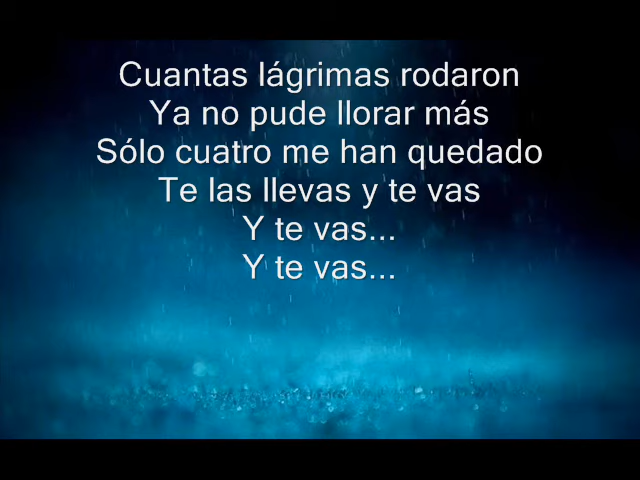 Cuantas lágrimas rodaron
Ya no pude llorar más
Sólo cuatro me han quedado
Te las llevas y te vas
Y te vas...
Y te vas...